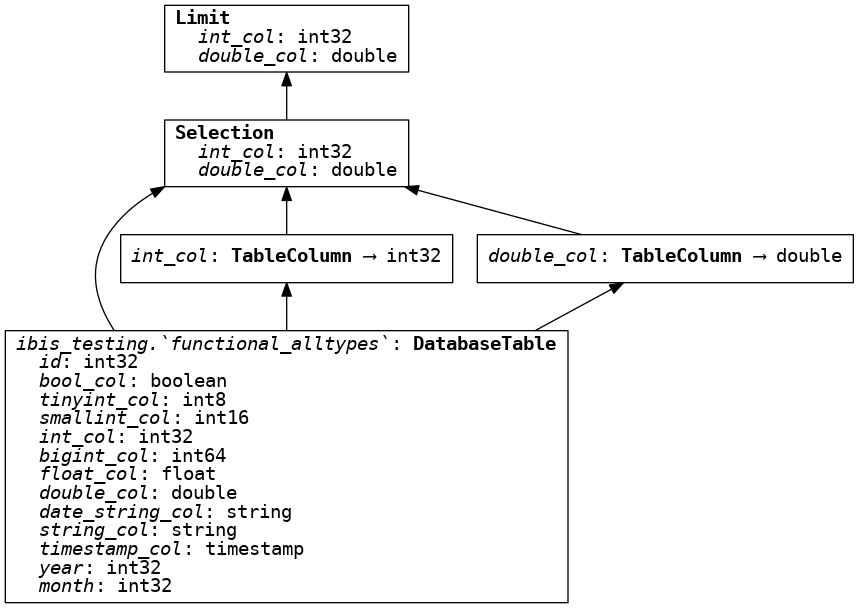 Limit
int_col: int32
double_col: double
Selection
int_col: int32
double_col: double
int_col: TableColumn → int32
double_col: TableColumn → double
ibis_testing.`functional_alltypes`: DatabaseTable
id: int32
bool_col: boolean
tinyint_col: int8
smallint_col: int16
int_col: int32
bigint_col: int64
float_col: float
double_col: double
date_string_col: string
string_col: string
timestamp_col: timestamp
year: int32
month: int32